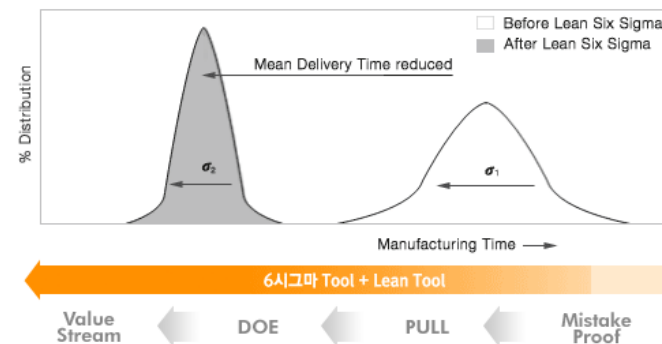 Before Lean Six Sigma
After Lean Six Sigma
Mean Delivery Time reduced
% Distribution
σ₂
σ₁
Manufacturing Time
6시그마 Tool + Lean Tool
Value
Stream
DOE
PULL
Mistake
Proof